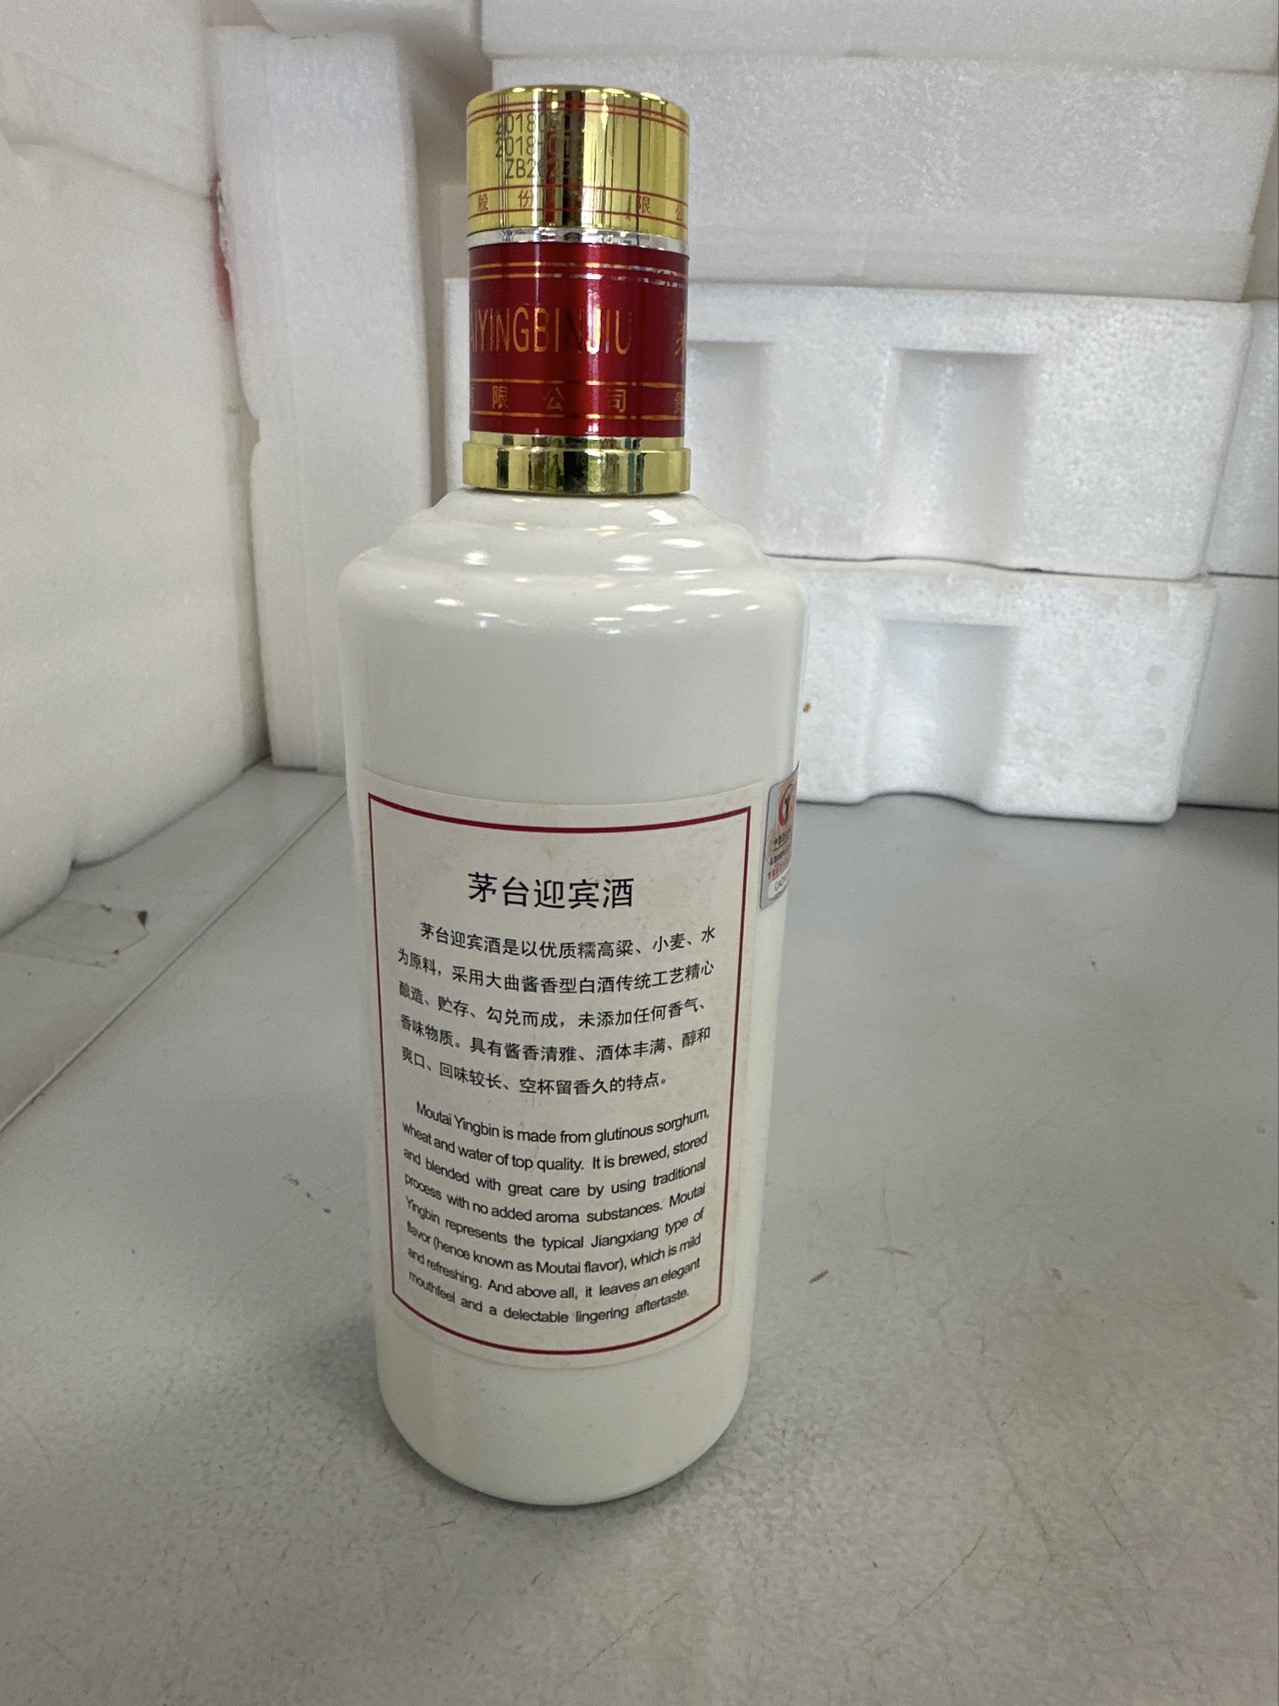 股 份 限 公
YINGBINJIU
限 公 司
茅台迎宾酒
茅台迎宾酒是以优质糯高粱、小麦、水
为原料，采用大曲酱香型白酒传统工艺精心
酿造、贮存、勾兑而成，未添加任何香气、
香味物质。具有酱香清雅、酒体丰满、醇和
爽口、回味较长、空杯留香久的特点。
Moutai Yingbin is made from glutinous sorghum,
wheat and water of top quality. It is brewed, stored
and blended with great care by using traditional
process with no added aroma substances. Moutai
Yingbin represents the typical Jiangxiang type of
flavor (hence known as Moutai flavor), which is mild
and refreshing. And above all, it leaves an elegant
mouthfeel and a delectable lingering aftertaste.